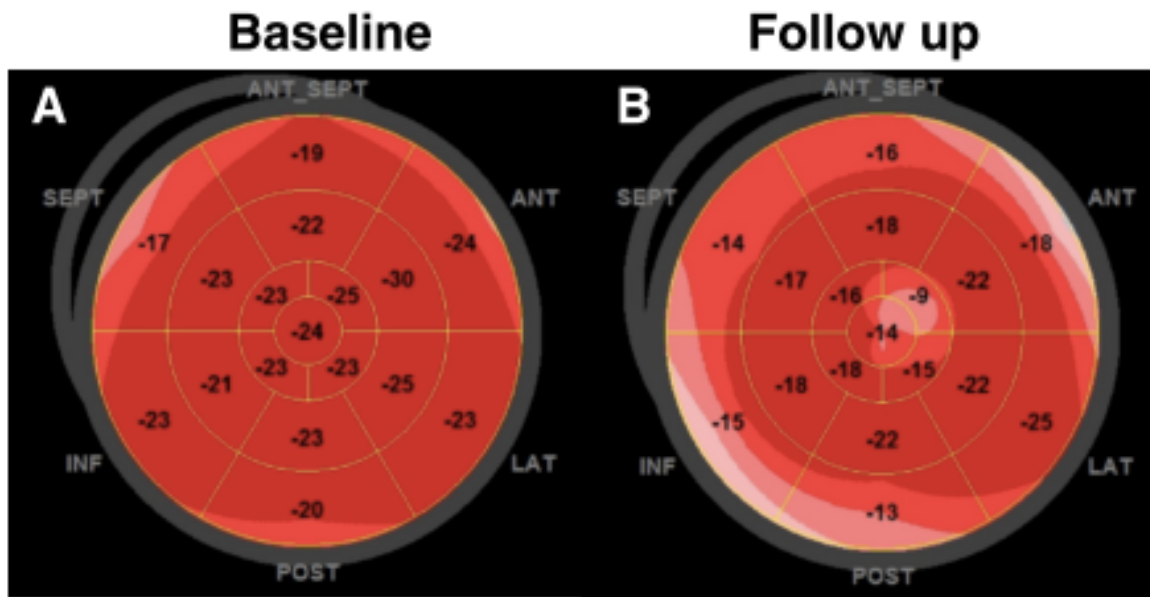 Baseline
Follow up
A
ANT_SEPT
SEPT
ANT
INF
LAT
POST
-19
-17
-24
-22
-23
-30
-23
-25
-24
-23
-23
-21
-25
-23
-23
-23
-20
B
ANT_SEPT
SEPT
ANT
INF
LAT
POST
-16
-14
-18
-18
-17
-22
-16
-9
-14
-18
-15
-18
-22
-15
-25
-22
-13